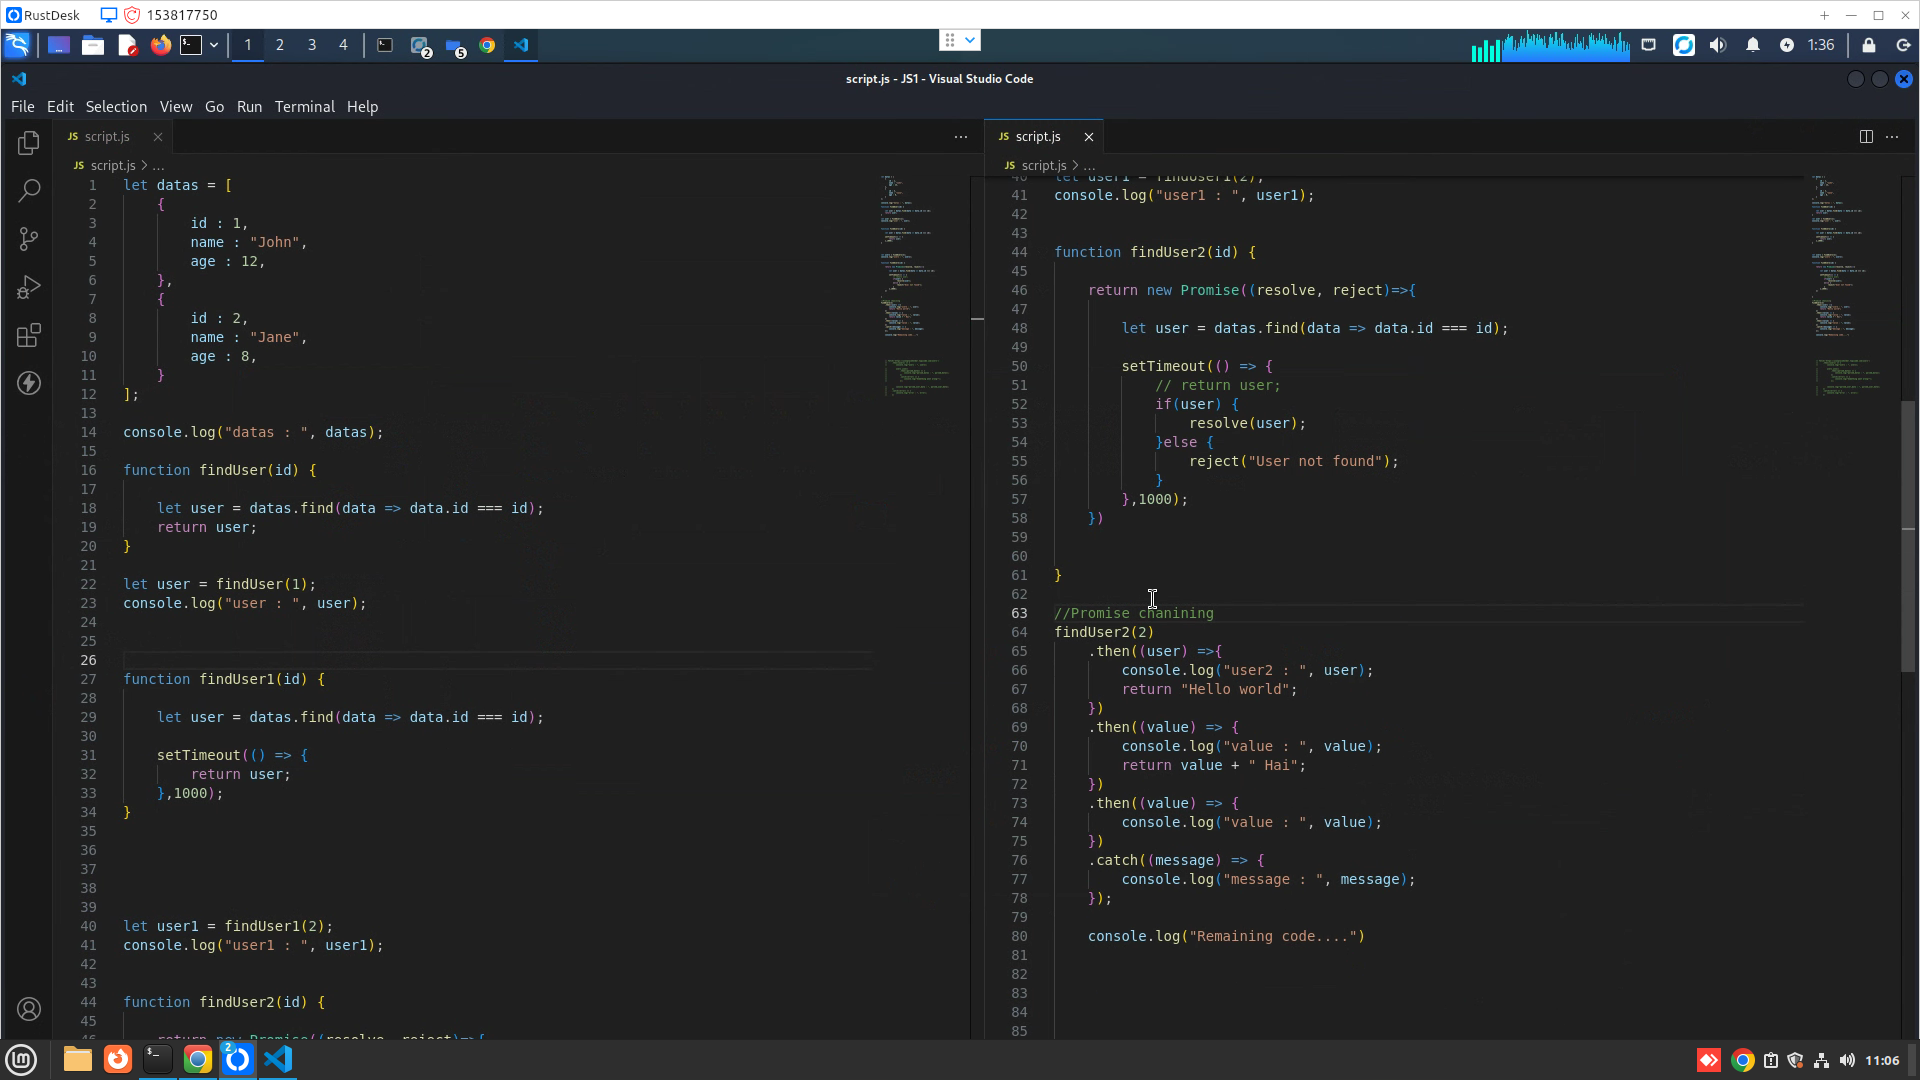 RustDesk
153817750
1 2 3 4
2
5
1:36
script.js - JS1 - Visual Studio Code
File Edit Selection View Go Run Terminal Help
JS script.js
JS script.js > ...
1 let datas = [
2 {
3 id : 1,
4 name : "John",
5 age : 12,
6 },
7 {
8 id : 2,
9 name : "Jane",
10 age : 8,
11 }
12 ];
13
14 console.log("datas : ", datas);
15
16 function findUser(id) {
17
18 let user = datas.find(data => data.id === id);
19 return user;
20 }
21
22 let user = findUser(1);
23 console.log("user : ", user);
24
25
26
27 function findUser1(id) {
28
29 let user = datas.find(data => data.id === id);
30
31 setTimeout(() => {
32 return user;
33 },1000);
34 }
35
36
37
38
39
40 let user1 = findUser1(2);
41 console.log("user1 : ", user1);
42
43
44 function findUser2(id) {
45
46 return new Promise((resolve, reject)=>{
JS script.js
JS script.js > ...
40 let user1 = findUser1(2);
41 console.log("user1 : ", user1);
42
43
44 function findUser2(id) {
45
46 return new Promise((resolve, reject)=>{
47
48 let user = datas.find(data => data.id === id);
49
50 setTimeout(() => {
51 // return user;
52 if(user) {
53 resolve(user);
54 }else {
55 reject("User not found");
56 }
57 },1000);
58 })
59
60
61 }
62
63 //Promise chanining
64 findUser2(2)
65 .then((user) =>{
66 console.log("user2 : ", user);
67 return "Hello world";
68 })
69 .then((value) => {
70 console.log("value : ", value);
71 return value + " Hai";
72 })
73 .then((value) => {
74 console.log("value : ", value);
75 })
76 .catch((message) => {
77 console.log("message : ", message);
78 });
79
80 console.log("Remaining code....")
81
82
83
84
85
2
11:06